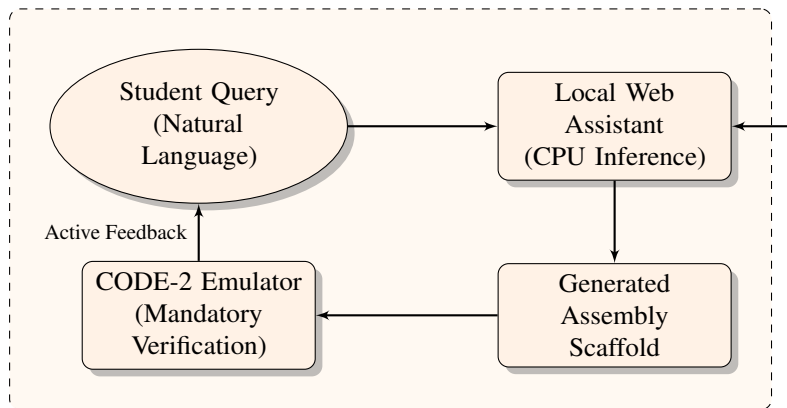 Student Query
(Natural
Language)
Local Web
Assistant
(CPU Inference)
Active Feedback
CODE-2 Emulator
(Mandatory
Verification)
Generated
Assembly
Scaffold